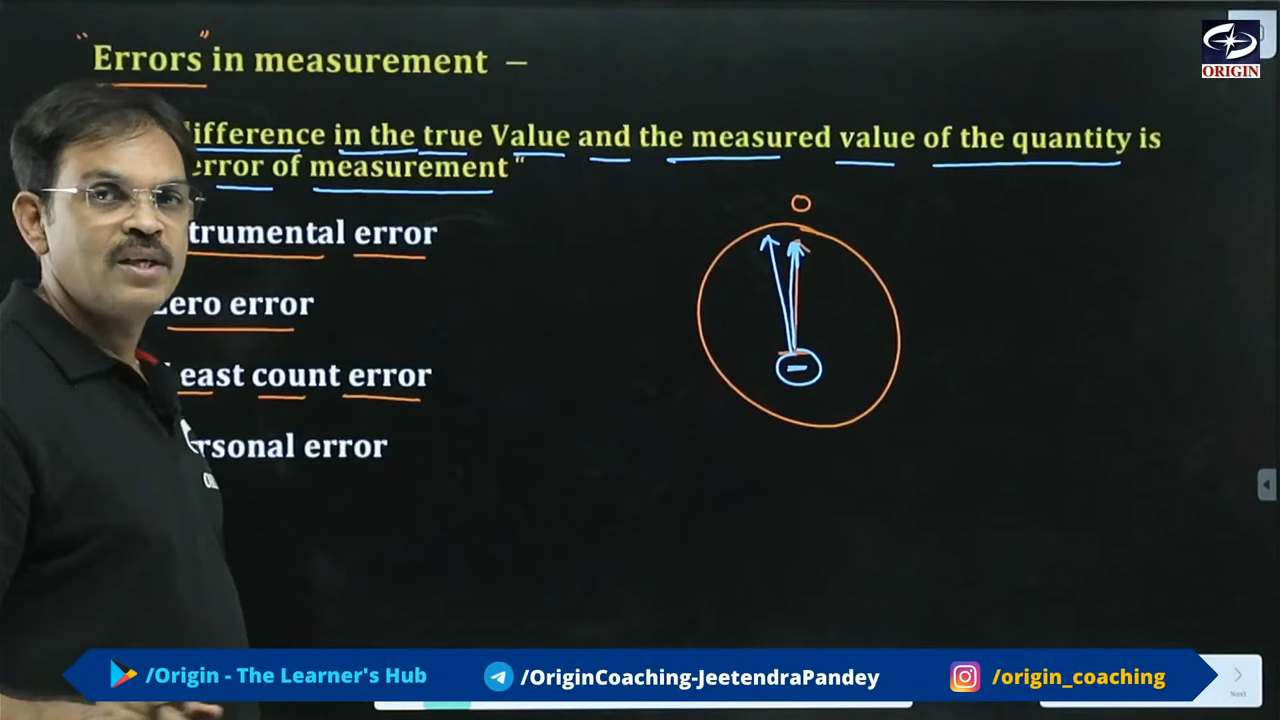 "Errors" in measurement –
ORIGIN
ifference in the true Value and the measured value of the quantity is
error of measurement"
trumental error
O
ero error
east count error
rsonal error
/Origin - The Learner's Hub
/OriginCoaching-JeetendraPandey
/origin_coaching
Next